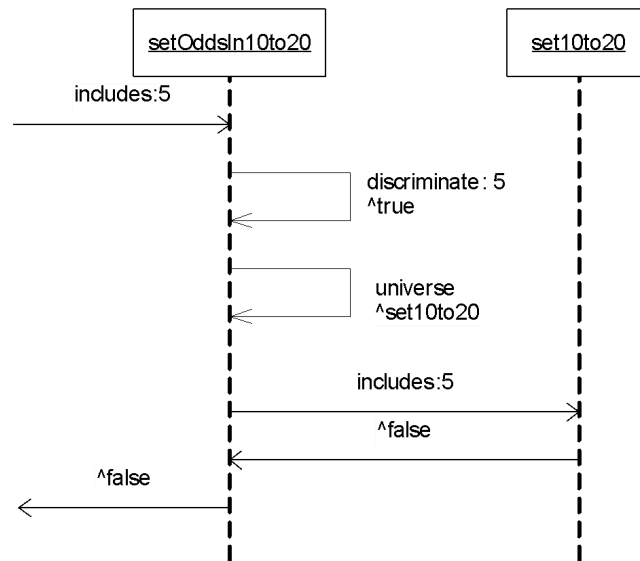 setOddsIn10to20
set10to20
includes:5
discriminate: 5
^true
universe
^set10to20
includes:5
^false
^false